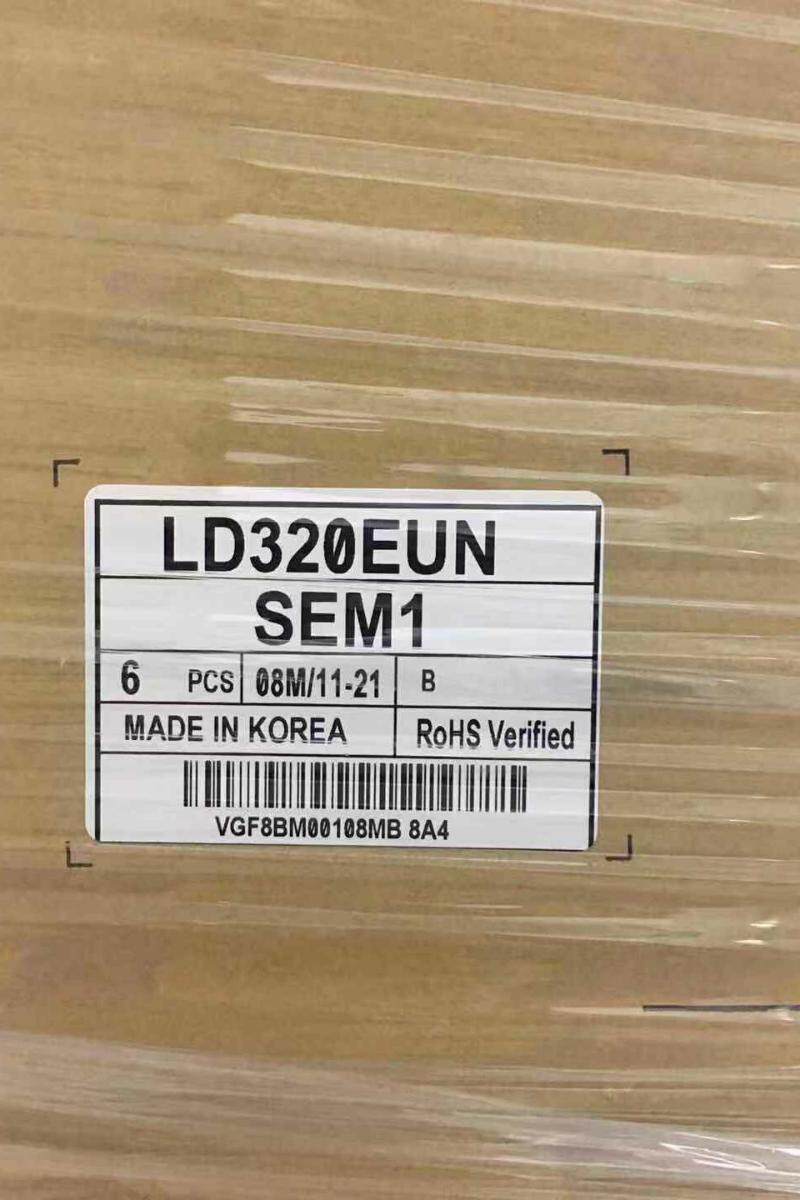 LD320EUN
SEM1
6 PCS 08M/11-21 B
MADE IN KOREA RoHS Verified
VGF8BM00108MB 8A4